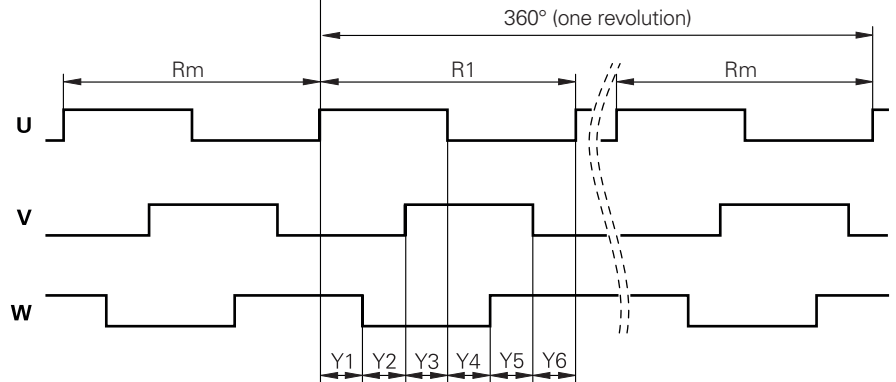 360° (one revolution)
Rm R1 Rm
U
V
W
Y1 Y2 Y3 Y4 Y5 Y6